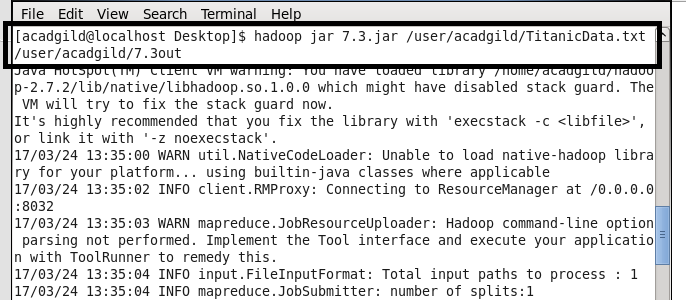 File Edit View Search Terminal Help
[acadgild@localhost Desktop]$ hadoop jar 7.3.jar /user/acadgild/TitanicData.txt
/user/acadgild/7.3out
Java HotSpot(TM) Client VM warning: You have loaded library /home/acadgild/hadoo
p-2.7.2/lib/native/libhadoop.so.1.0.0 which might have disabled stack guard. The
 VM will try to fix the stack guard now.
It's highly recommended that you fix the library with 'execstack -c <libfile>',
or link it with '-z noexecstack'.
17/03/24 13:35:00 WARN util.NativeCodeLoader: Unable to load native-hadoop libra
ry for your platform... using builtin-java classes where applicable
17/03/24 13:35:02 INFO client.RMProxy: Connecting to ResourceManager at /0.0.0.0
:8032
17/03/24 13:35:03 WARN mapreduce.JobResourceUploader: Hadoop command-line option
 parsing not performed. Implement the Tool interface and execute your applicatio
n with ToolRunner to remedy this.
17/03/24 13:35:04 INFO input.FileInputFormat: Total input paths to process : 1
17/03/24 13:35:04 INFO mapreduce.JobSubmitter: number of splits:1